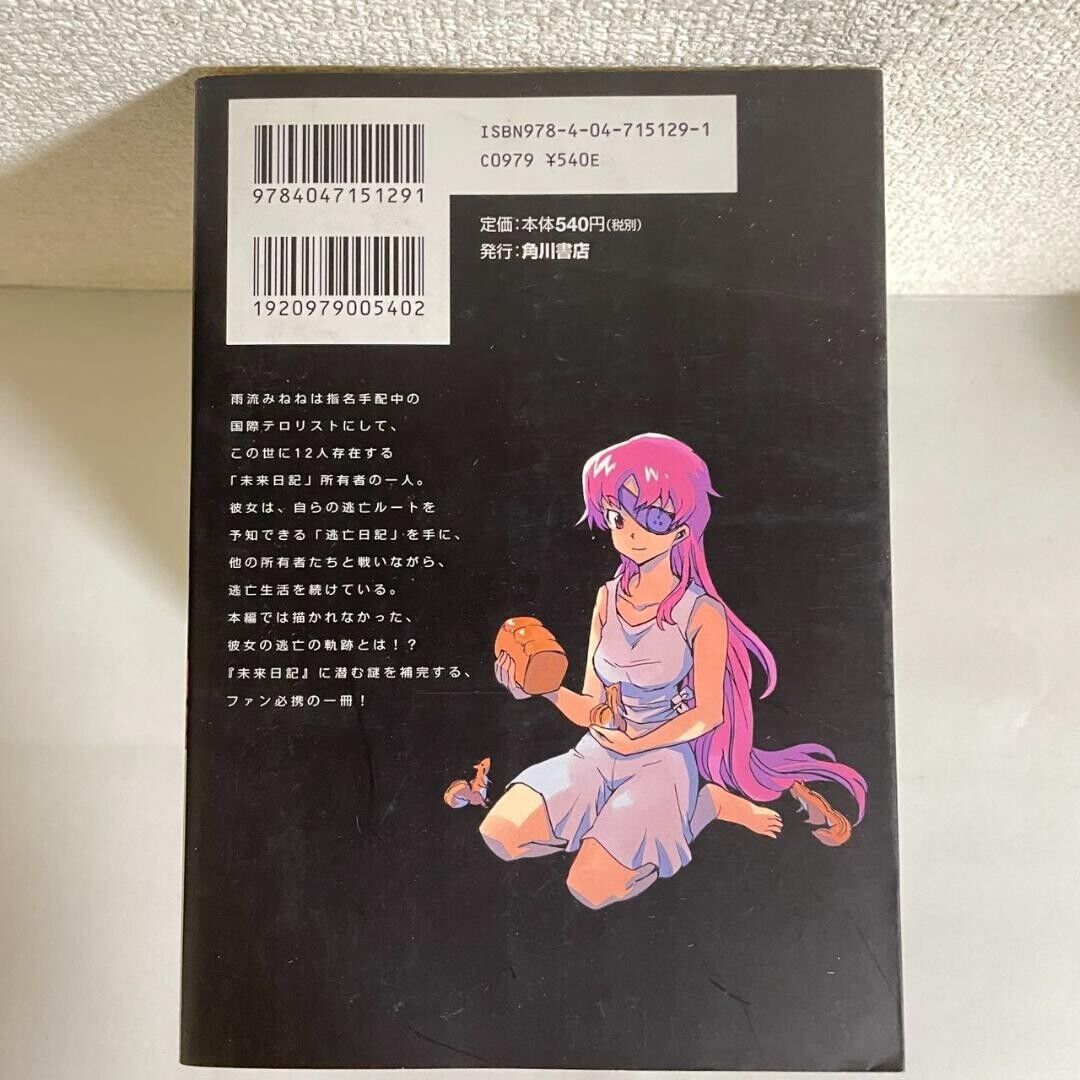 ISBN978-4-04-715129-1
C0979 ¥540E
9784047151291
定価:本体540円(税別)
発行:角川書店
1920979005402
雨流みねねは指名手配中の
国際テロリストにして、
この世に12人存在する
「未来日記」所有者の一人。
彼女は、自らの逃亡ルートを
予知できる「逃亡日記」を手に、
他の所有者たちと戦いながら、
逃亡生活を続けている。
本編では描かれなかった、
彼女の逃亡の軌跡とは!?
『未来日記』に潜む謎を補完する、
ファン必携の一冊!